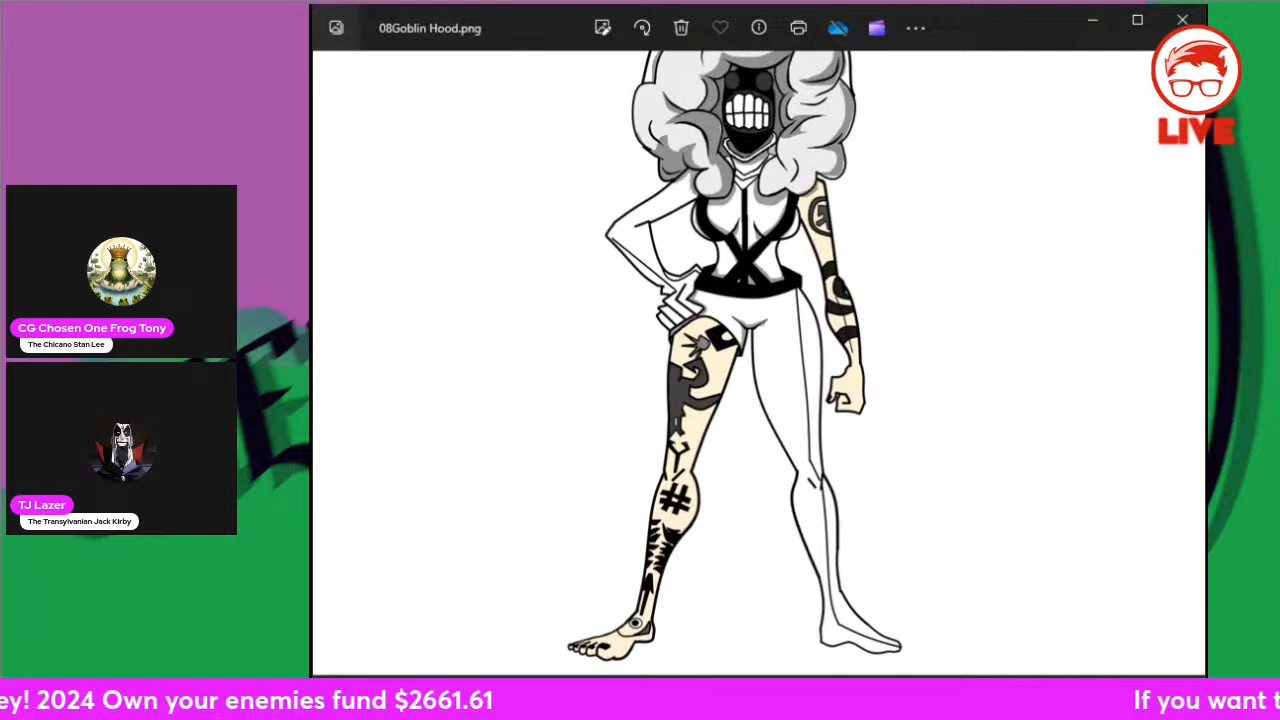 08Goblin Hood.png
LIVE
CG Chosen One Frog Tony
The Chicano Stan Lee
TJ Lazer
The Transylvanian Jack Kirby
#
ey! 2024 Own your enemies fund $2661.61
If you want t